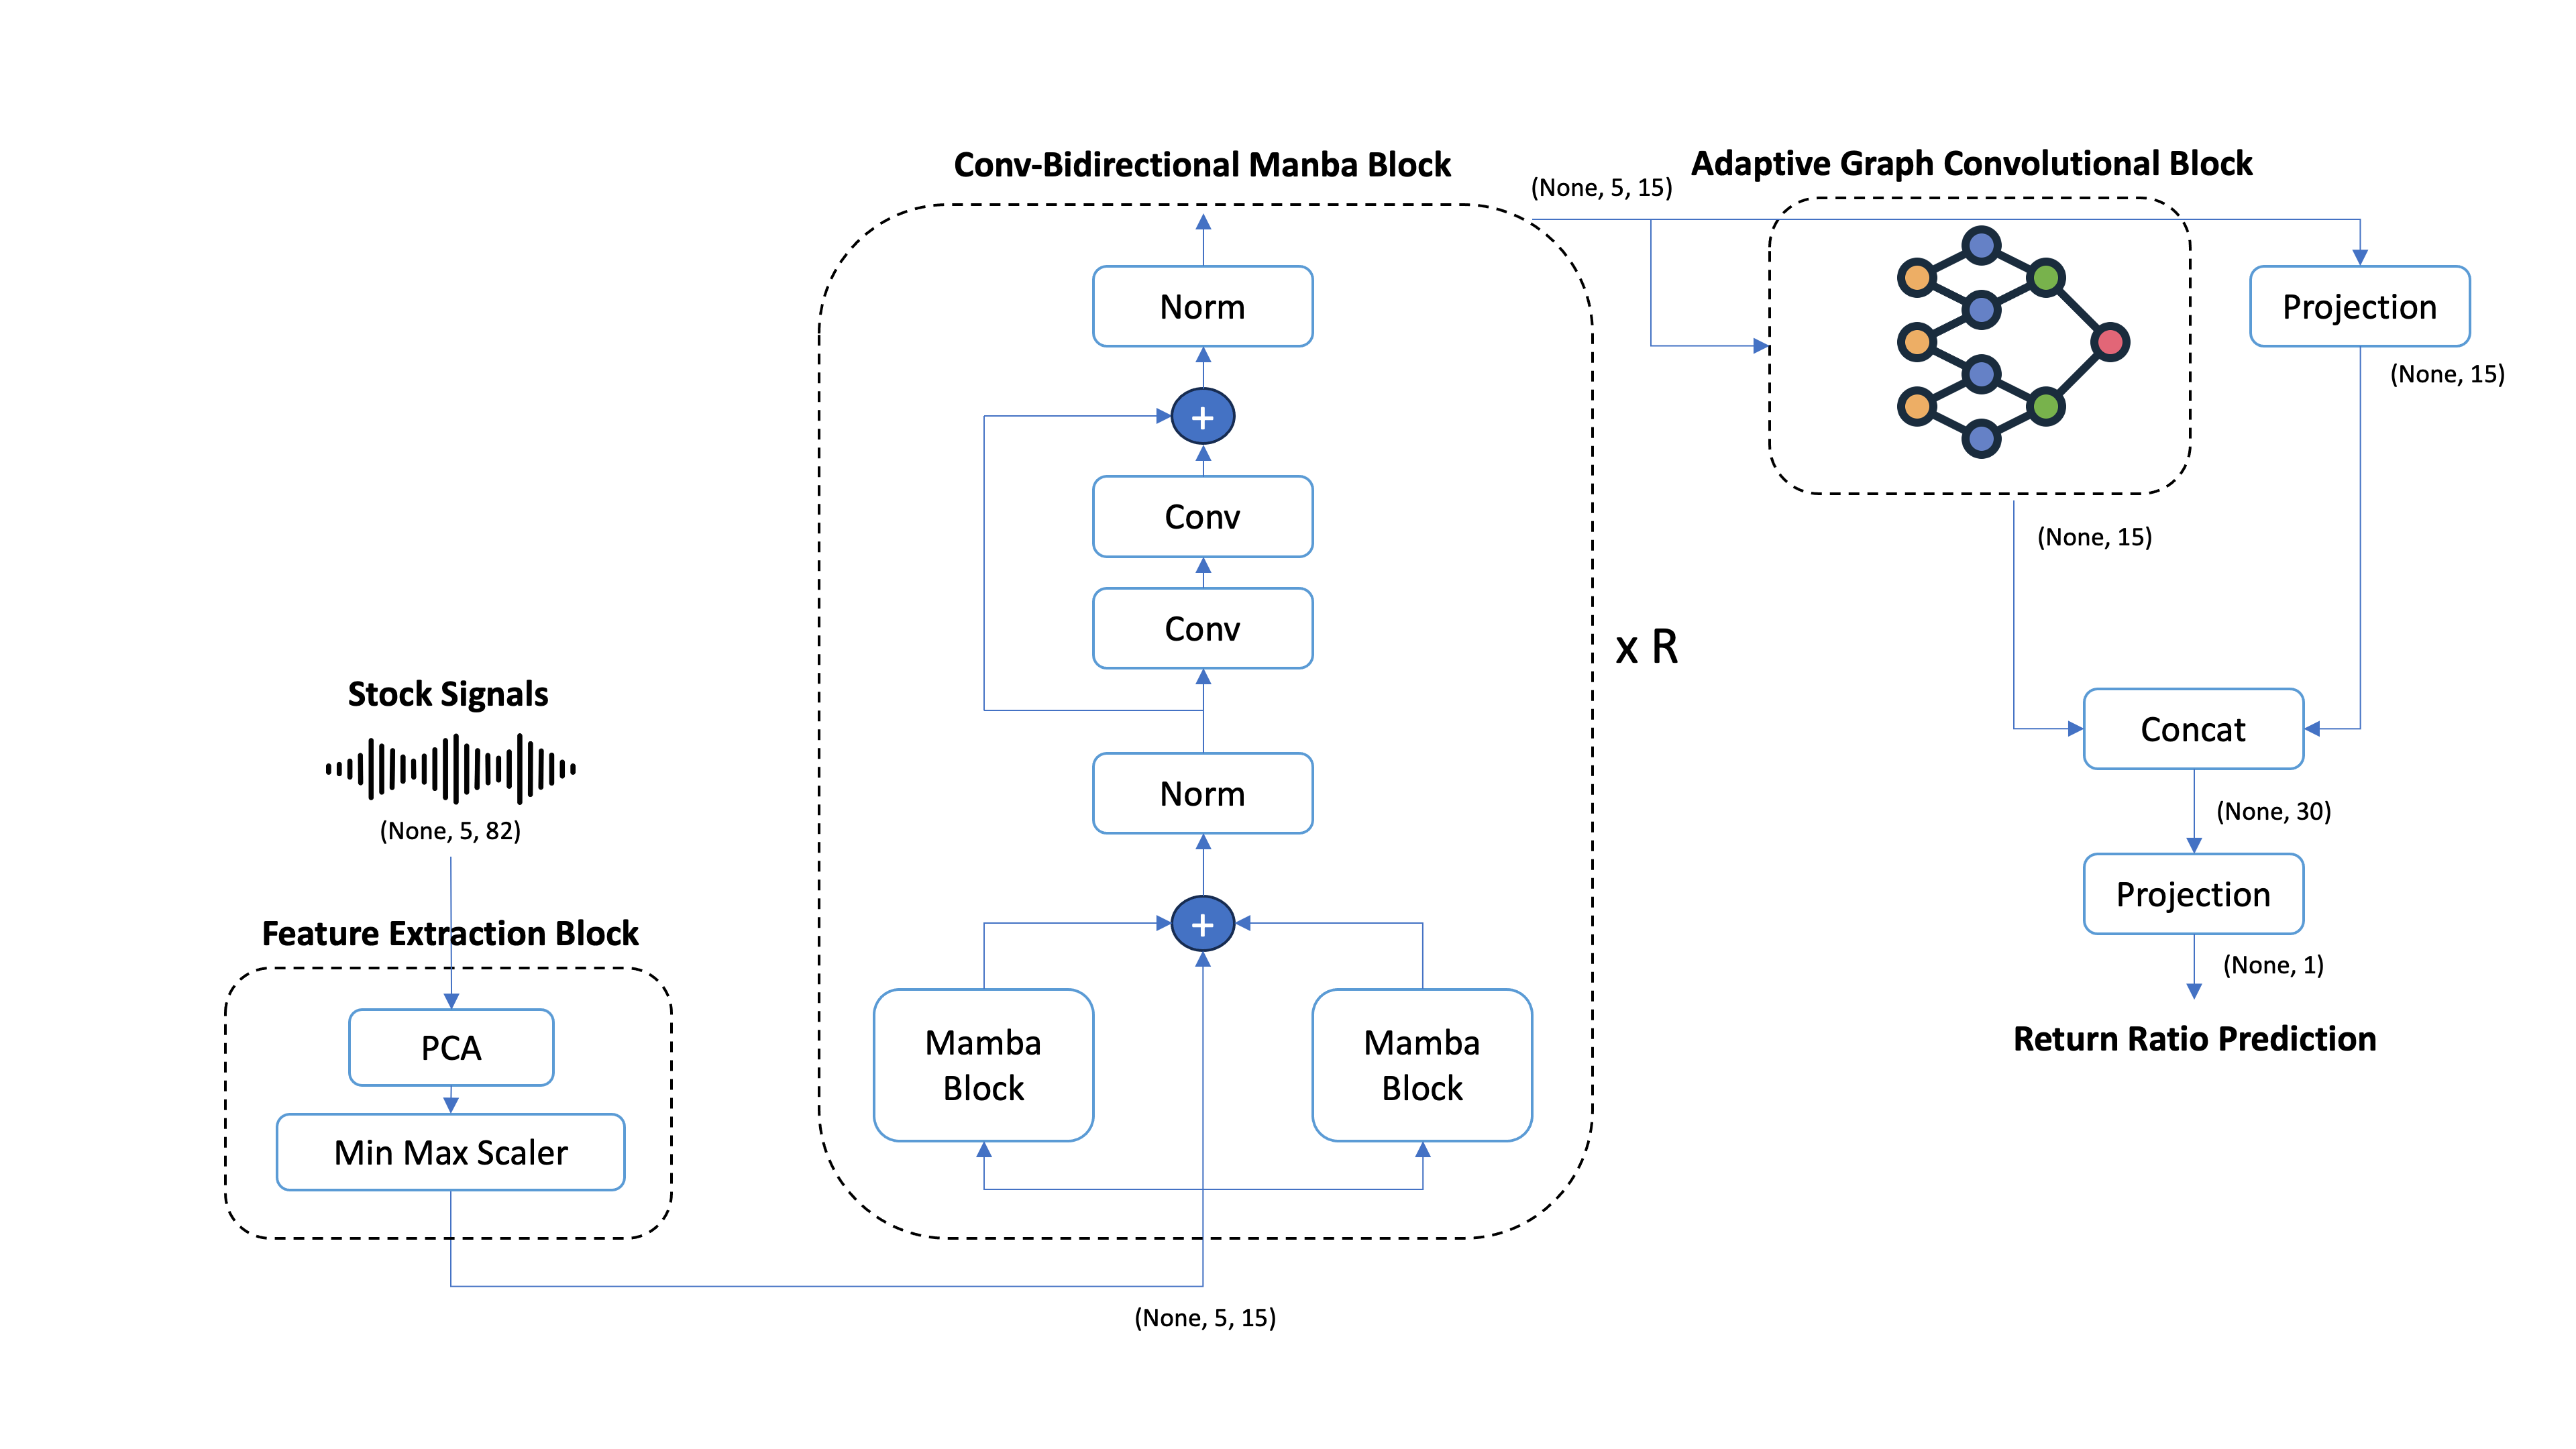 Stock Signals
(None, 5, 82)
Feature Extraction Block
PCA
Min Max Scaler
(None, 5, 15)
Conv-Bidirectional Manba Block
Norm
+
Conv
Conv
Norm
+
Mamba
Block
Mamba
Block
x R
(None, 5, 15)
Adaptive Graph Convolutional Block
Projection
(None, 15)
(None, 15)
Concat
(None, 30)
Projection
(None, 1)
Return Ratio Prediction